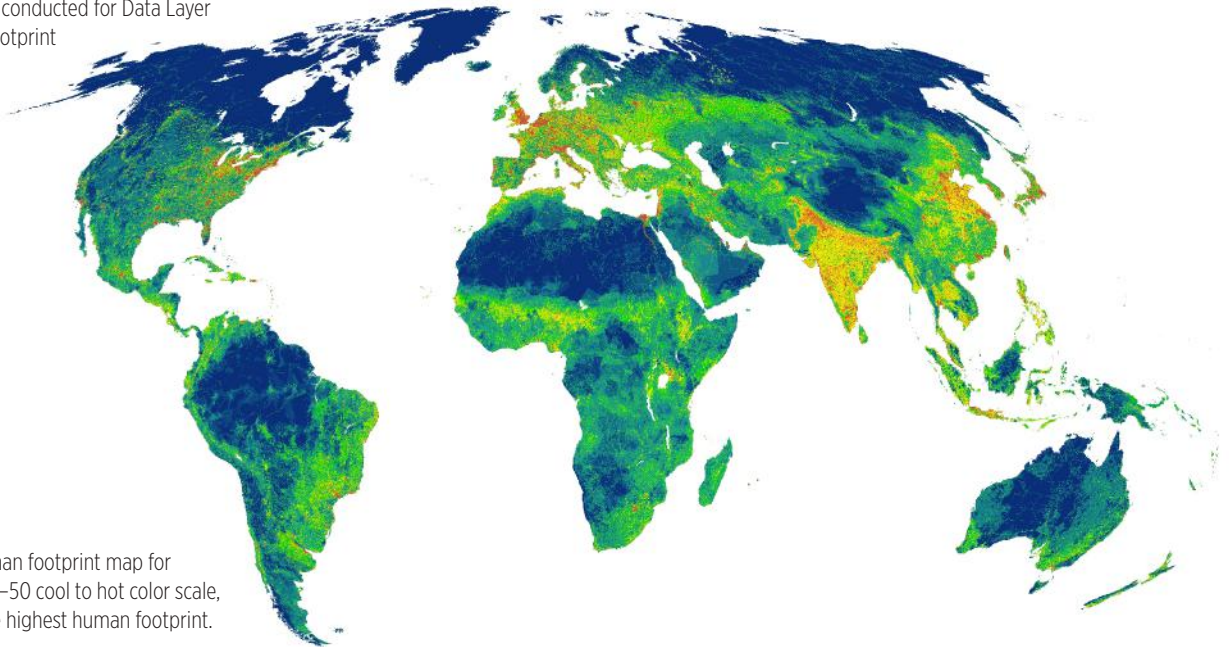 conducted for Data Layer
otprint
an footprint map for
–50 cool to hot color scale,
highest human footprint.